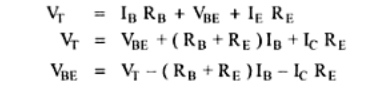 V_T = I_B R_B + V_BE + I_E R_E
V_T = V_BE + ( R_B + R_E ) I_B + I_C R_E
V_BE = V_T − ( R_B + R_E ) I_B − I_C R_E